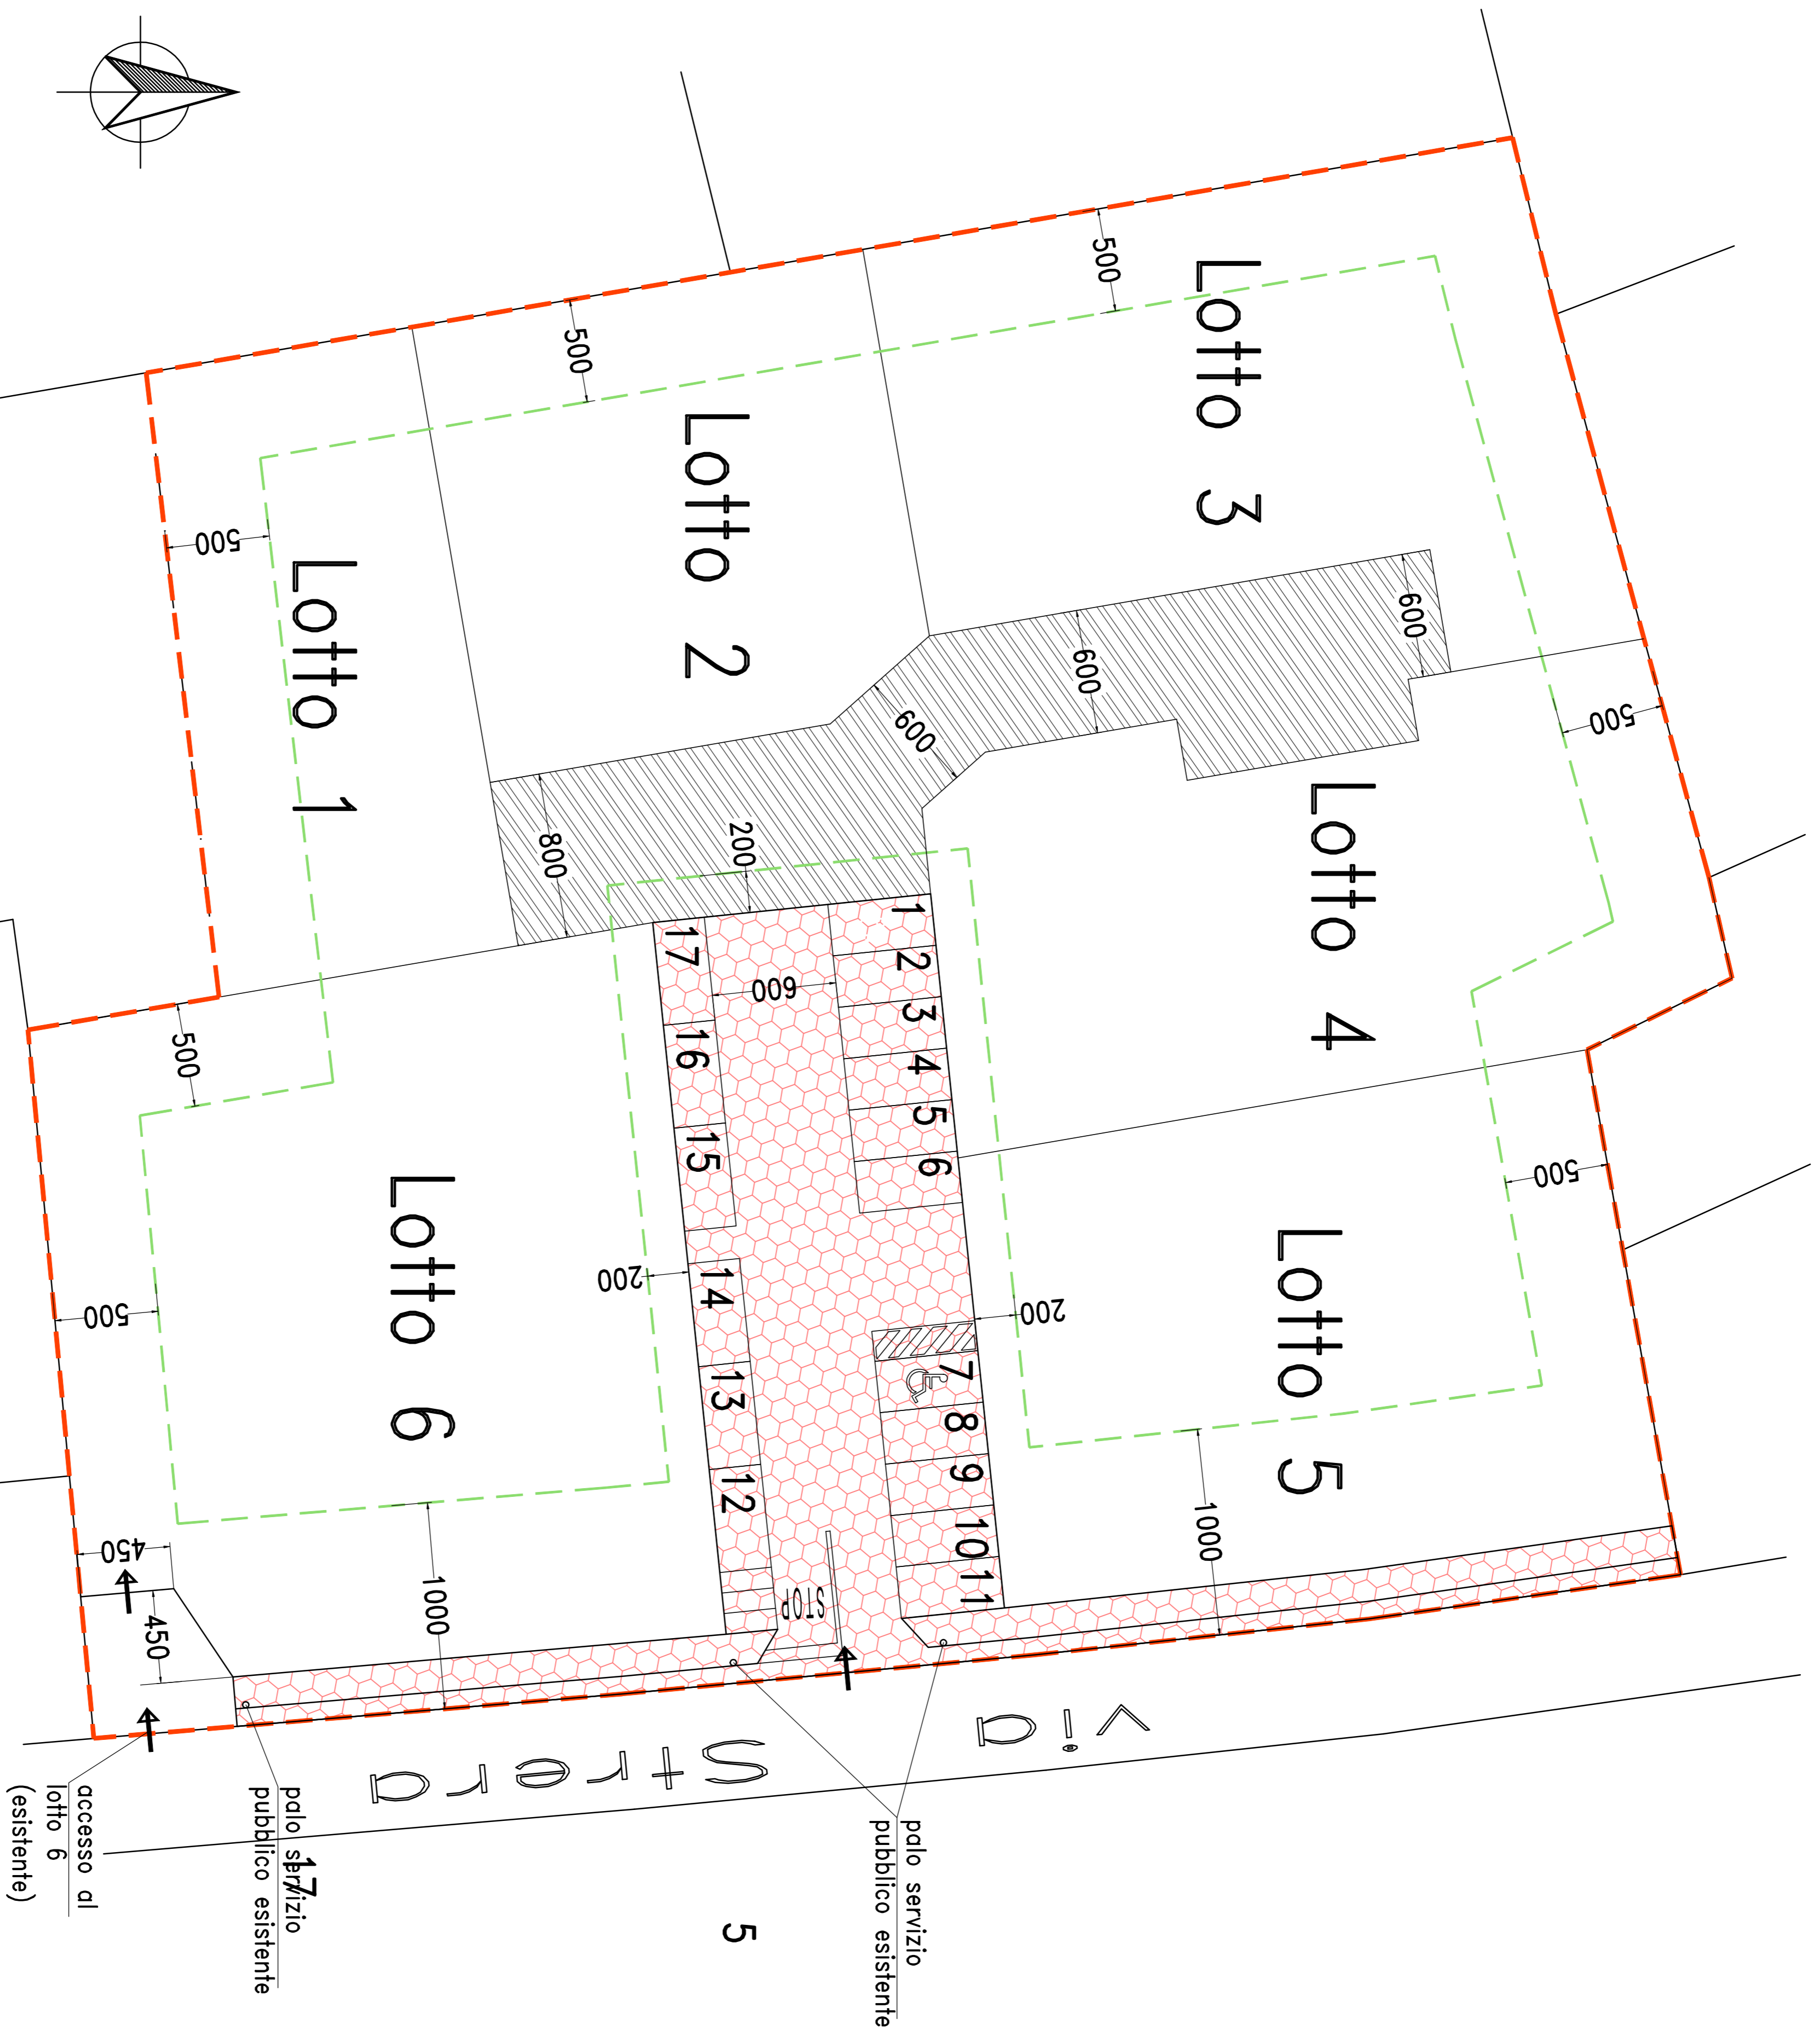 Lotto 3
Lotto 2
Lotto 1
Lotto 4
Lotto 5
Lotto 6
500
500
500
500
500
500
500
600
600
600
800
200
600
200
200
1000
1000
450
450
1
2
3
4
5
6
7
8
9
10
11
12
13
14
15
16
17
STOP
Via Strera
palo servizio
pubblico esistente
palo servizio
pubblico esistente
accesso al
lotto 6
(esistente)
17
5